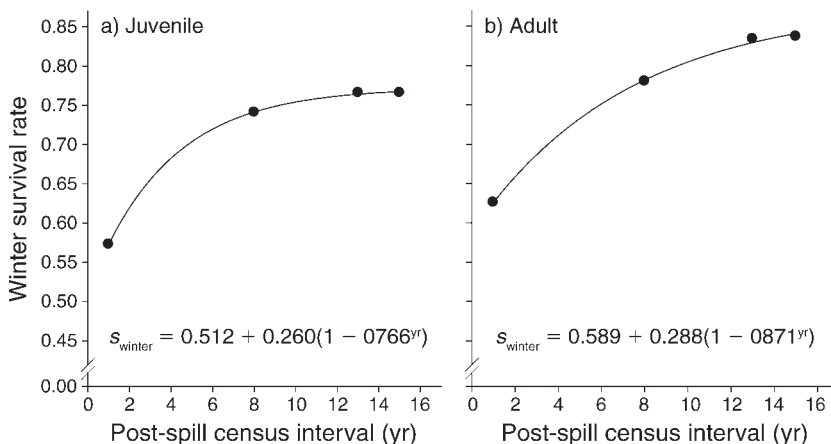 a) Juvenile
b) Adult
0.85
0.80
0.75
0.70
0.65
0.60
0.55
0.50
0.45
0.00
Winter survival rate
s_winter = 0.512 + 0.260(1 − 0766^yr)
s_winter = 0.589 + 0.288(1 − 0871^yr)
0 2 4 6 8 10 12 14 16
0 2 4 6 8 10 12 14 16
Post-spill census interval (yr)
Post-spill census interval (yr)